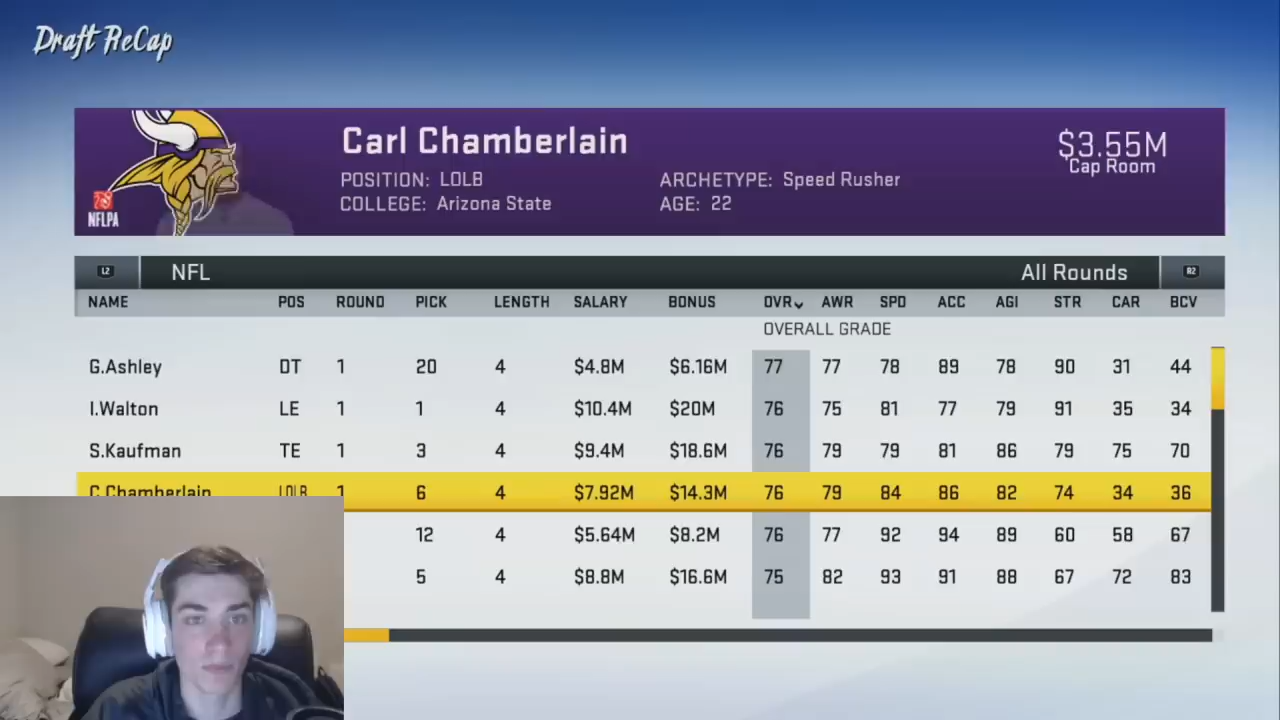 Draft ReCap
Carl Chamberlain
POSITION: LOLB
COLLEGE: Arizona State
ARCHETYPE: Speed Rusher
AGE: 22
$3.55M
Cap Room
NFLPA
L2 NFL All Rounds R2
NAME POS ROUND PICK LENGTH SALARY BONUS OVR AWR SPD ACC AGI STR CAR BCV
OVERALL GRADE
G.Ashley DT 1 20 4 $4.8M $6.16M 77 77 78 89 78 90 31 44
I.Walton LE 1 1 4 $10.4M $20M 76 75 81 77 79 91 35 34
S.Kaufman TE 1 3 4 $9.4M $18.6M 76 79 79 81 86 79 75 70
C.Chamberlain LOLB 1 6 4 $7.92M $14.3M 76 79 84 86 82 74 34 36
12 4 $5.64M $8.2M 76 77 92 94 89 60 58 67
5 4 $8.8M $16.6M 75 82 93 91 88 67 72 83